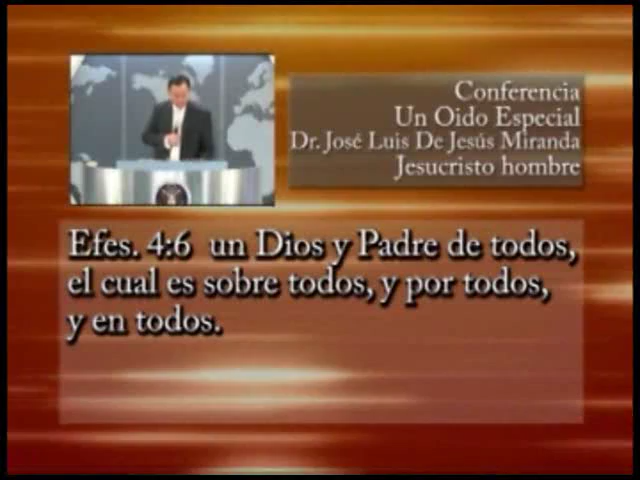 Conferencia
Un Oido Especial
Dr. José Luis De Jesús Miranda
Jesucristo hombre
Efes. 4:6 un Dios y Padre de todos,
el cual es sobre todos, y por todos,
y en todos.